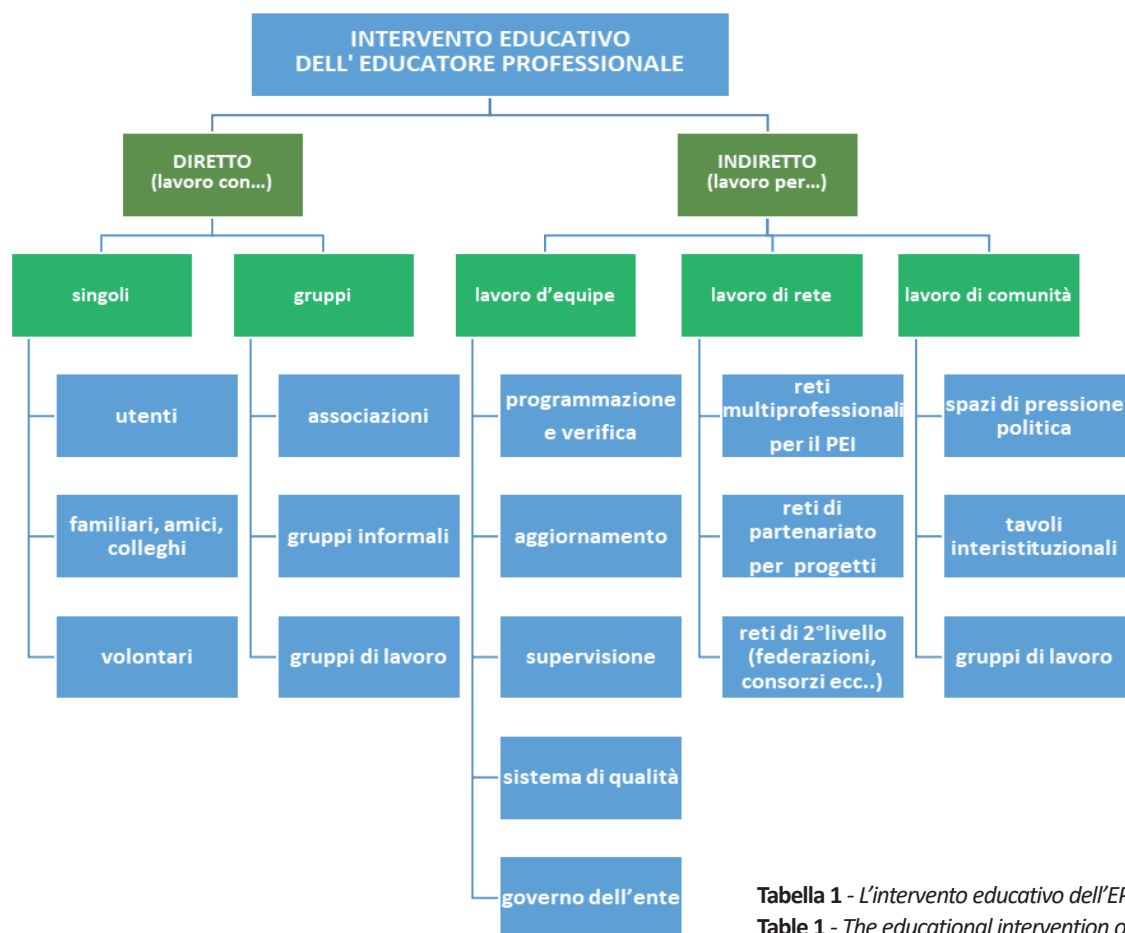 INTERVENTO EDUCATIVO
DELL' EDUCATORE PROFESSIONALE
DIRETTO
(lavoro con...)
INDIRETTO
(lavoro per...)
singoli
gruppi
lavoro d'equipe
lavoro di rete
lavoro di comunità
utenti
familiari, amici,
colleghi
volontari
associazioni
gruppi informali
gruppi di lavoro
programmazione
e verifica
aggiornamento
supervisione
sistema di qualità
governo dell'ente
reti
multiprofessionali
per il PEI
reti di
partenariato
per progetti
reti di 2°livello
(federazioni,
consorzi ecc..)
spazi di pressione
politica
tavoli
interistituzionali
gruppi di lavoro
Tabella 1 - L'intervento educativo dell'EP
Table 1 - The educational intervention o